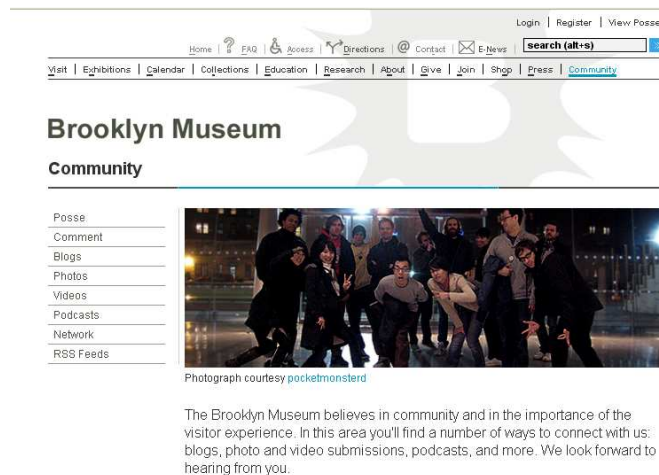 Login | Register | View Posse
Home | ? FAQ | Access | Directions | @ Contact | E-News | search (alt+s)
Visit | Exhibitions | Calendar | Collections | Education | Research | About | Give | Join | Shop | Press | Community
Brooklyn Museum
Community
Posse
Comment
Blogs
Photos
Videos
Podcasts
Network
RSS Feeds
Photograph courtesy pocketmonsterd
The Brooklyn Museum believes in community and in the importance of the
visitor experience. In this area you'll find a number of ways to connect with us:
blogs, photo and video submissions, podcasts, and more. We look forward to
hearing from you.